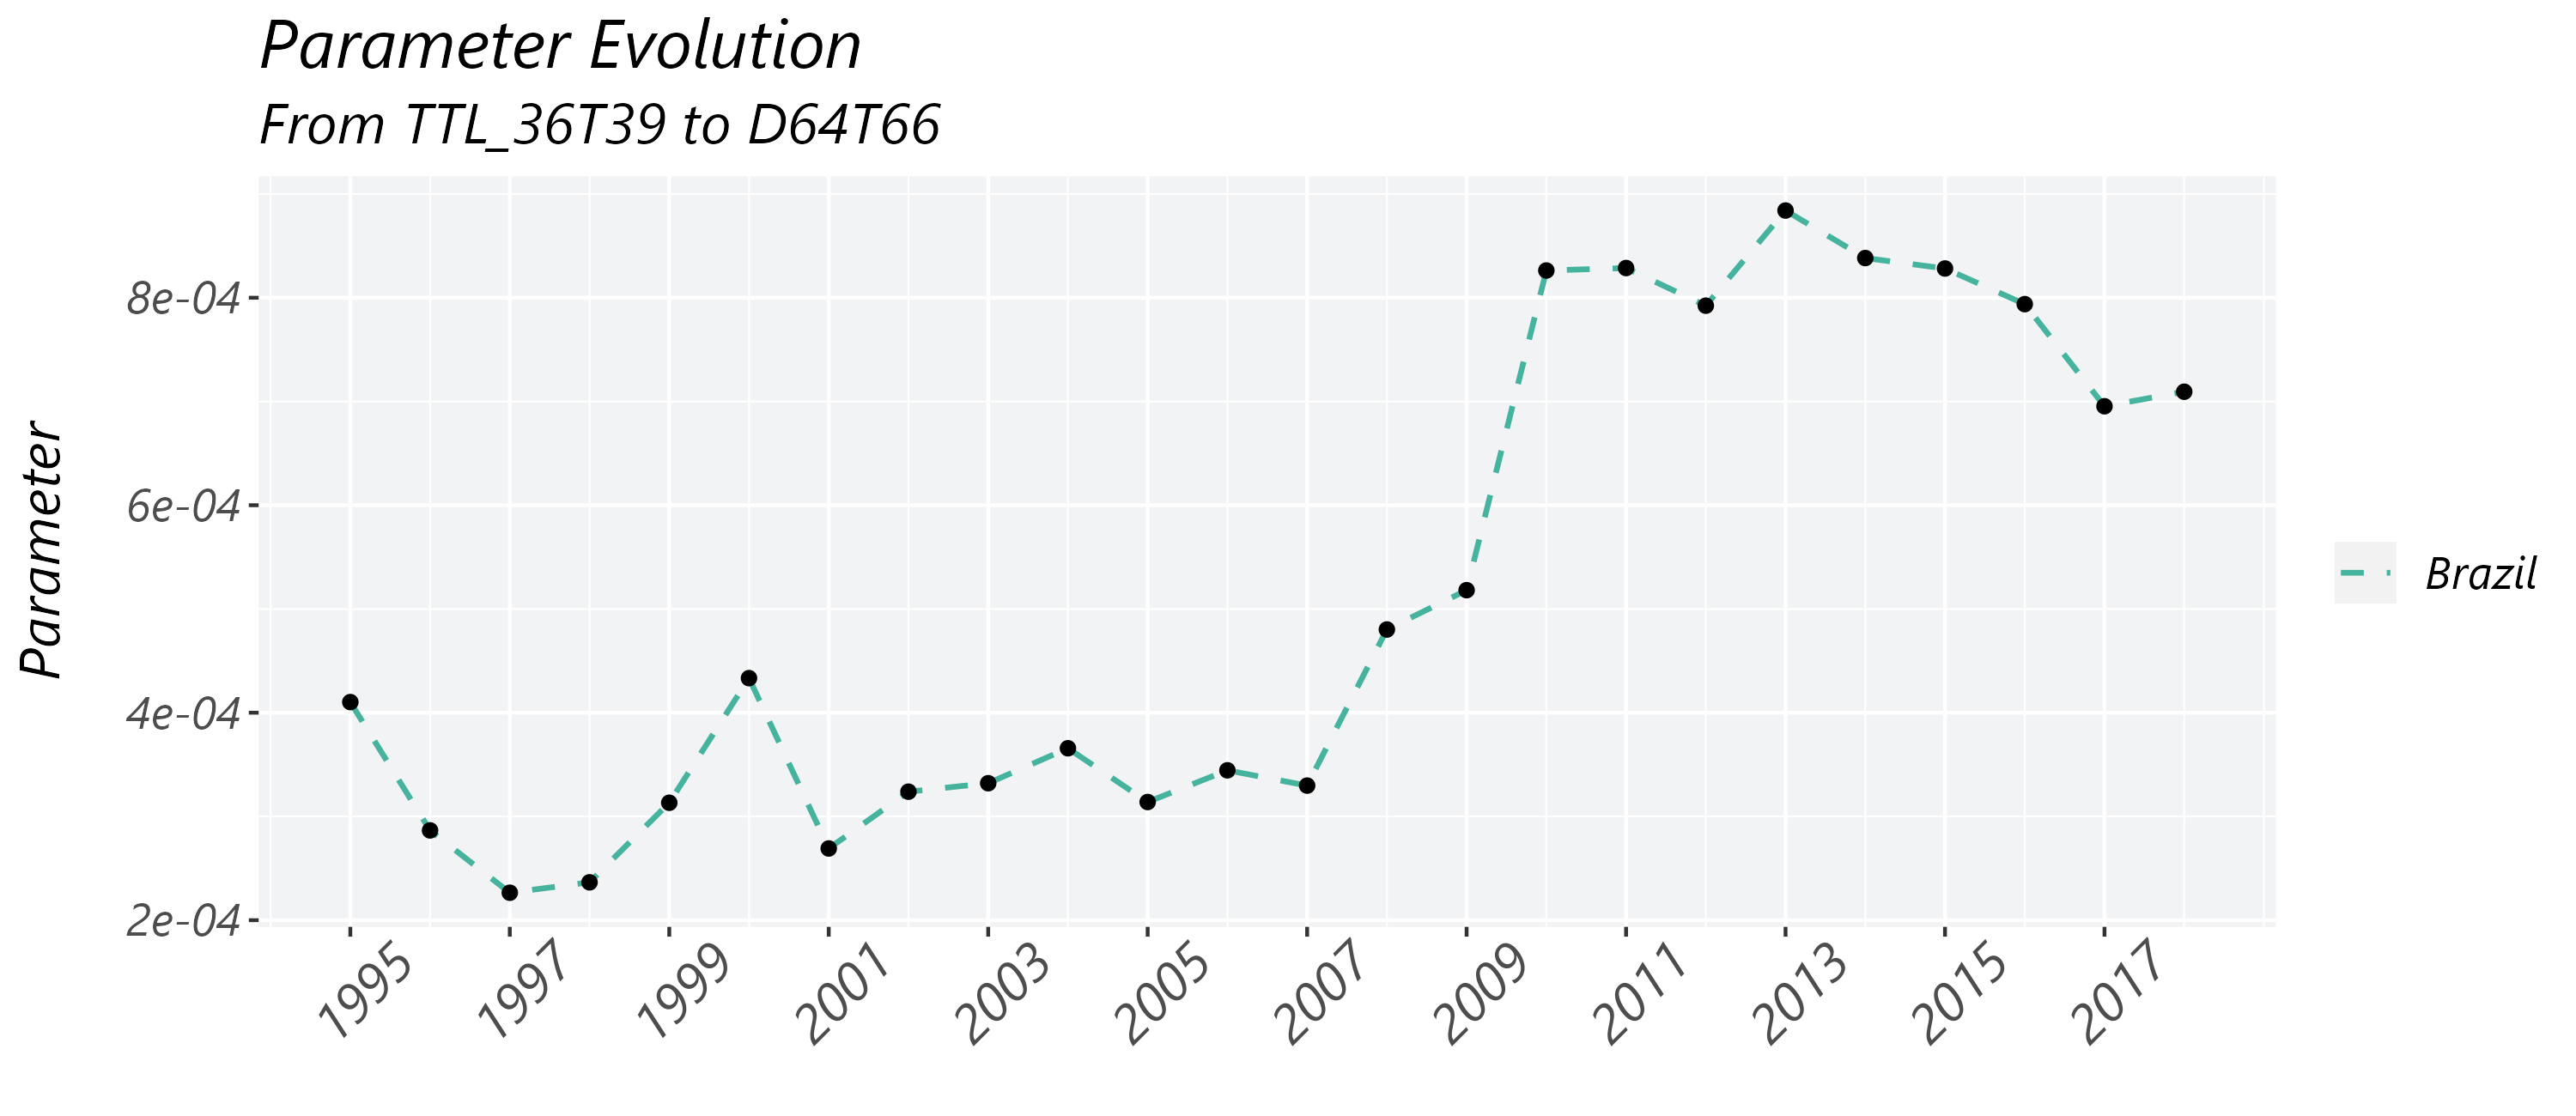 Parameter Evolution
From TTL_36T39 to D64T66
Parameter
8e-04
6e-04
4e-04
2e-04
1995
1997
1999
2001
2003
2005
2007
2009
2011
2013
2015
2017
Brazil